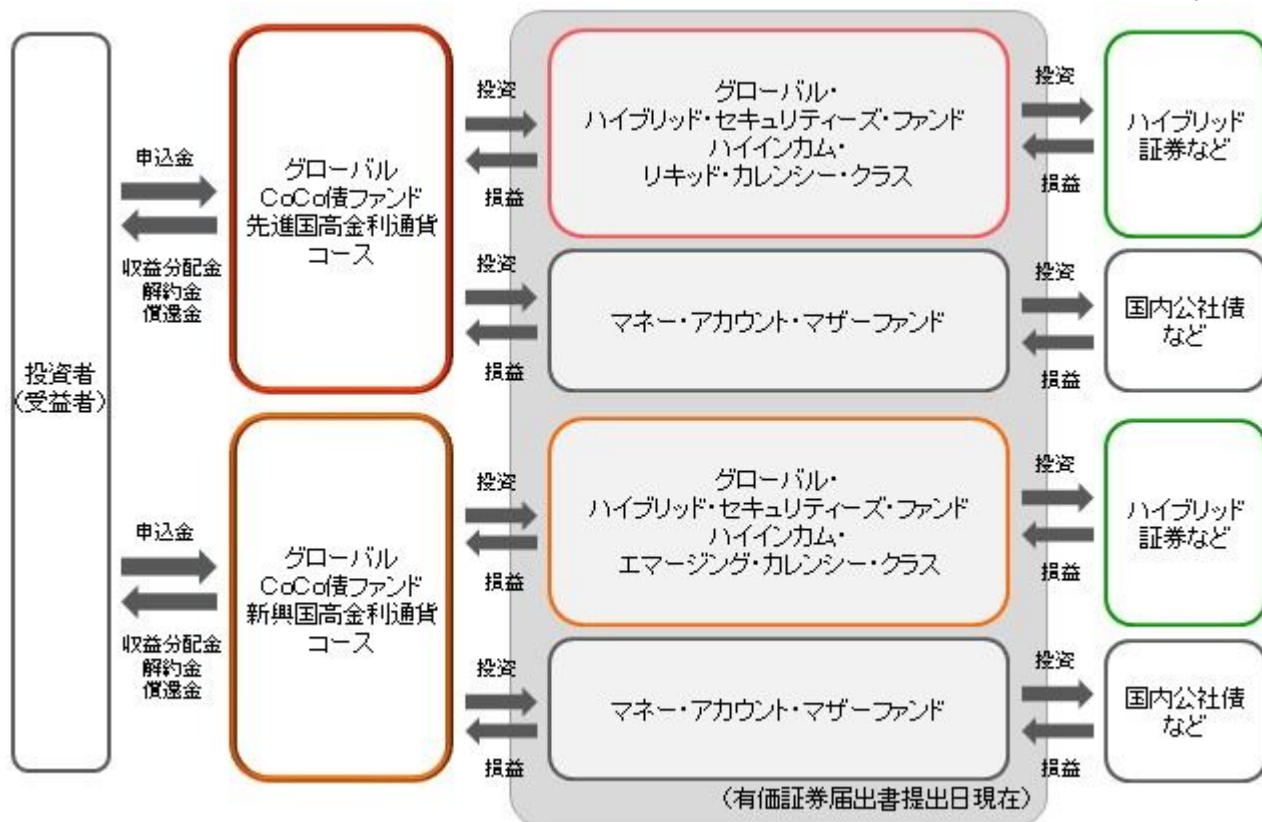 投資者
(受益者)
申込金
収益分配金
解約金
償還金
グローバル
CoCo債ファンド
先進国高金利通貨
コース
投資
損益
投資
損益
グローバル・
ハイブリッド・セキュリティーズ・ファンド
ハイインカム・
リキッド・カレンシー・クラス
マネー・アカウント・マザーファンド
投資
損益
投資
損益
ハイブリッド
証券など
国内公社債
など
申込金
収益分配金
解約金
償還金
グローバル
CoCo債ファンド
新興国高金利通貨
コース
投資
損益
投資
損益
グローバル・
ハイブリッド・セキュリティーズ・ファンド
ハイインカム・
エマージング・カレンシー・クラス
マネー・アカウント・マザーファンド
投資
損益
投資
損益
ハイブリッド
証券など
国内公社債
など
(有価証券届出書提出日現在)